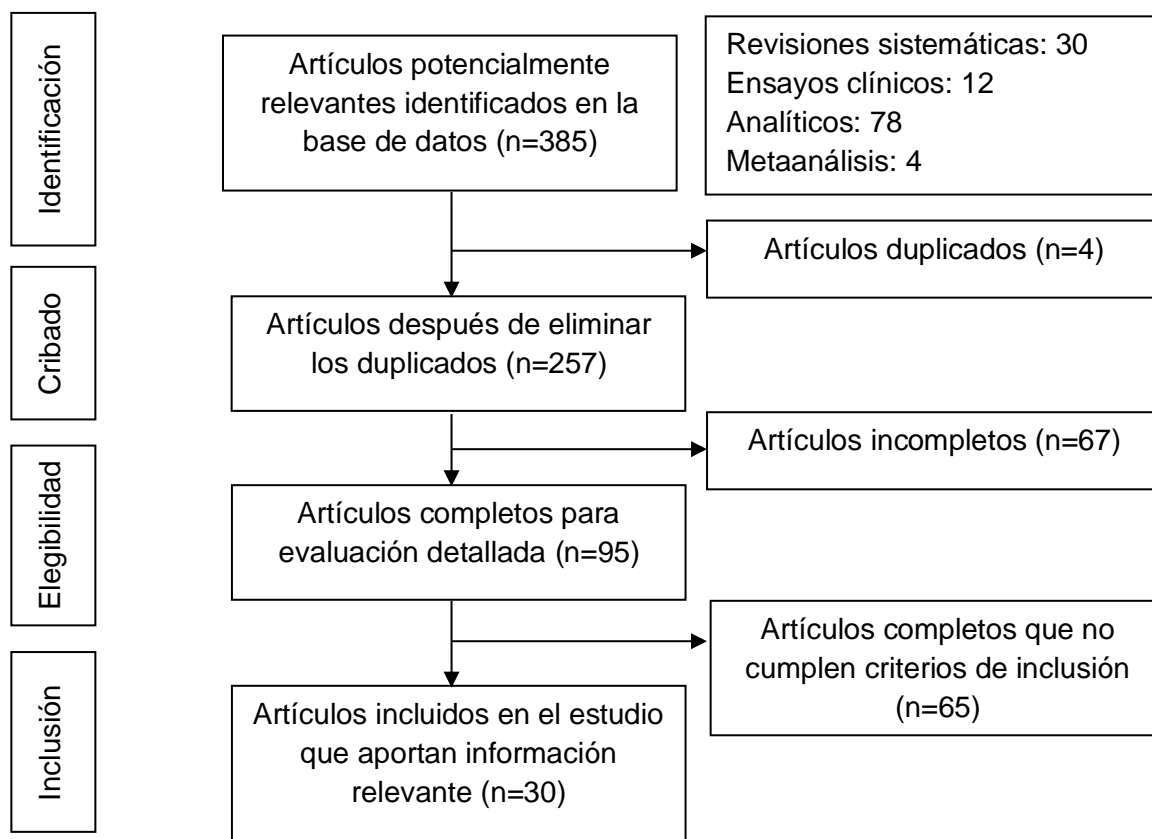 Identificación
Artículos potencialmente
relevantes identificados en la
base de datos (n=385)
Revisiones sistemáticas: 30
Ensayos clínicos: 12
Analíticos: 78
Metaanálisis: 4
Artículos duplicados (n=4)
Cribado
Artículos después de eliminar
los duplicados (n=257)
Artículos incompletos (n=67)
Elegibilidad
Artículos completos para
evaluación detallada (n=95)
Artículos completos que no
cumplen criterios de inclusión
(n=65)
Inclusión
Artículos incluidos en el estudio
que aportan información
relevante (n=30)